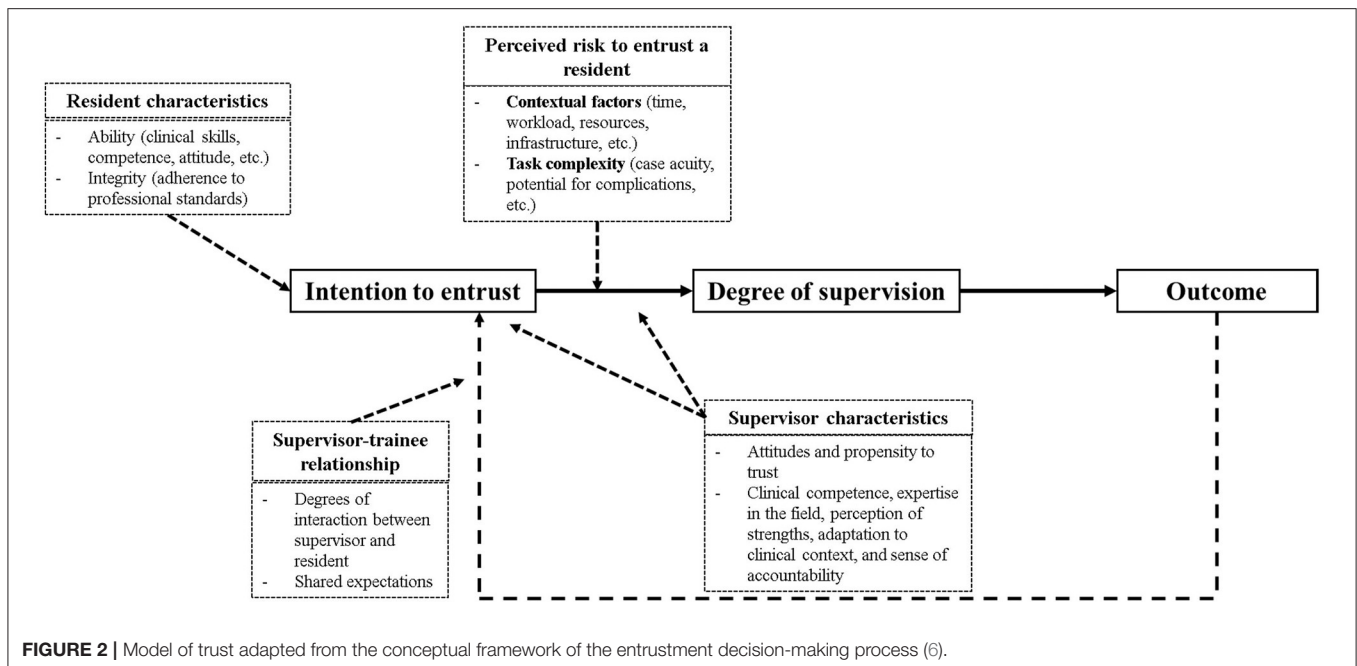 Perceived risk to entrust a
resident
- Contextual factors (time,
workload, resources,
infrastructure, etc.)
- Task complexity (case acuity,
potential for complications,
etc.)
Resident characteristics
- Ability (clinical skills,
competence, attitude, etc.)
- Integrity (adherence to
professional standards)
Intention to entrust
Degree of supervision
Outcome
Supervisor-trainee
relationship
- Degrees of
interaction between
supervisor and
resident
- Shared expectations
Supervisor characteristics
- Attitudes and propensity to
trust
- Clinical competence, expertise
in the field, perception of
strengths, adaptation to
clinical context, and sense of
accountability
FIGURE 2 | Model of trust adapted from the conceptual framework of the entrustment decision-making process (6).